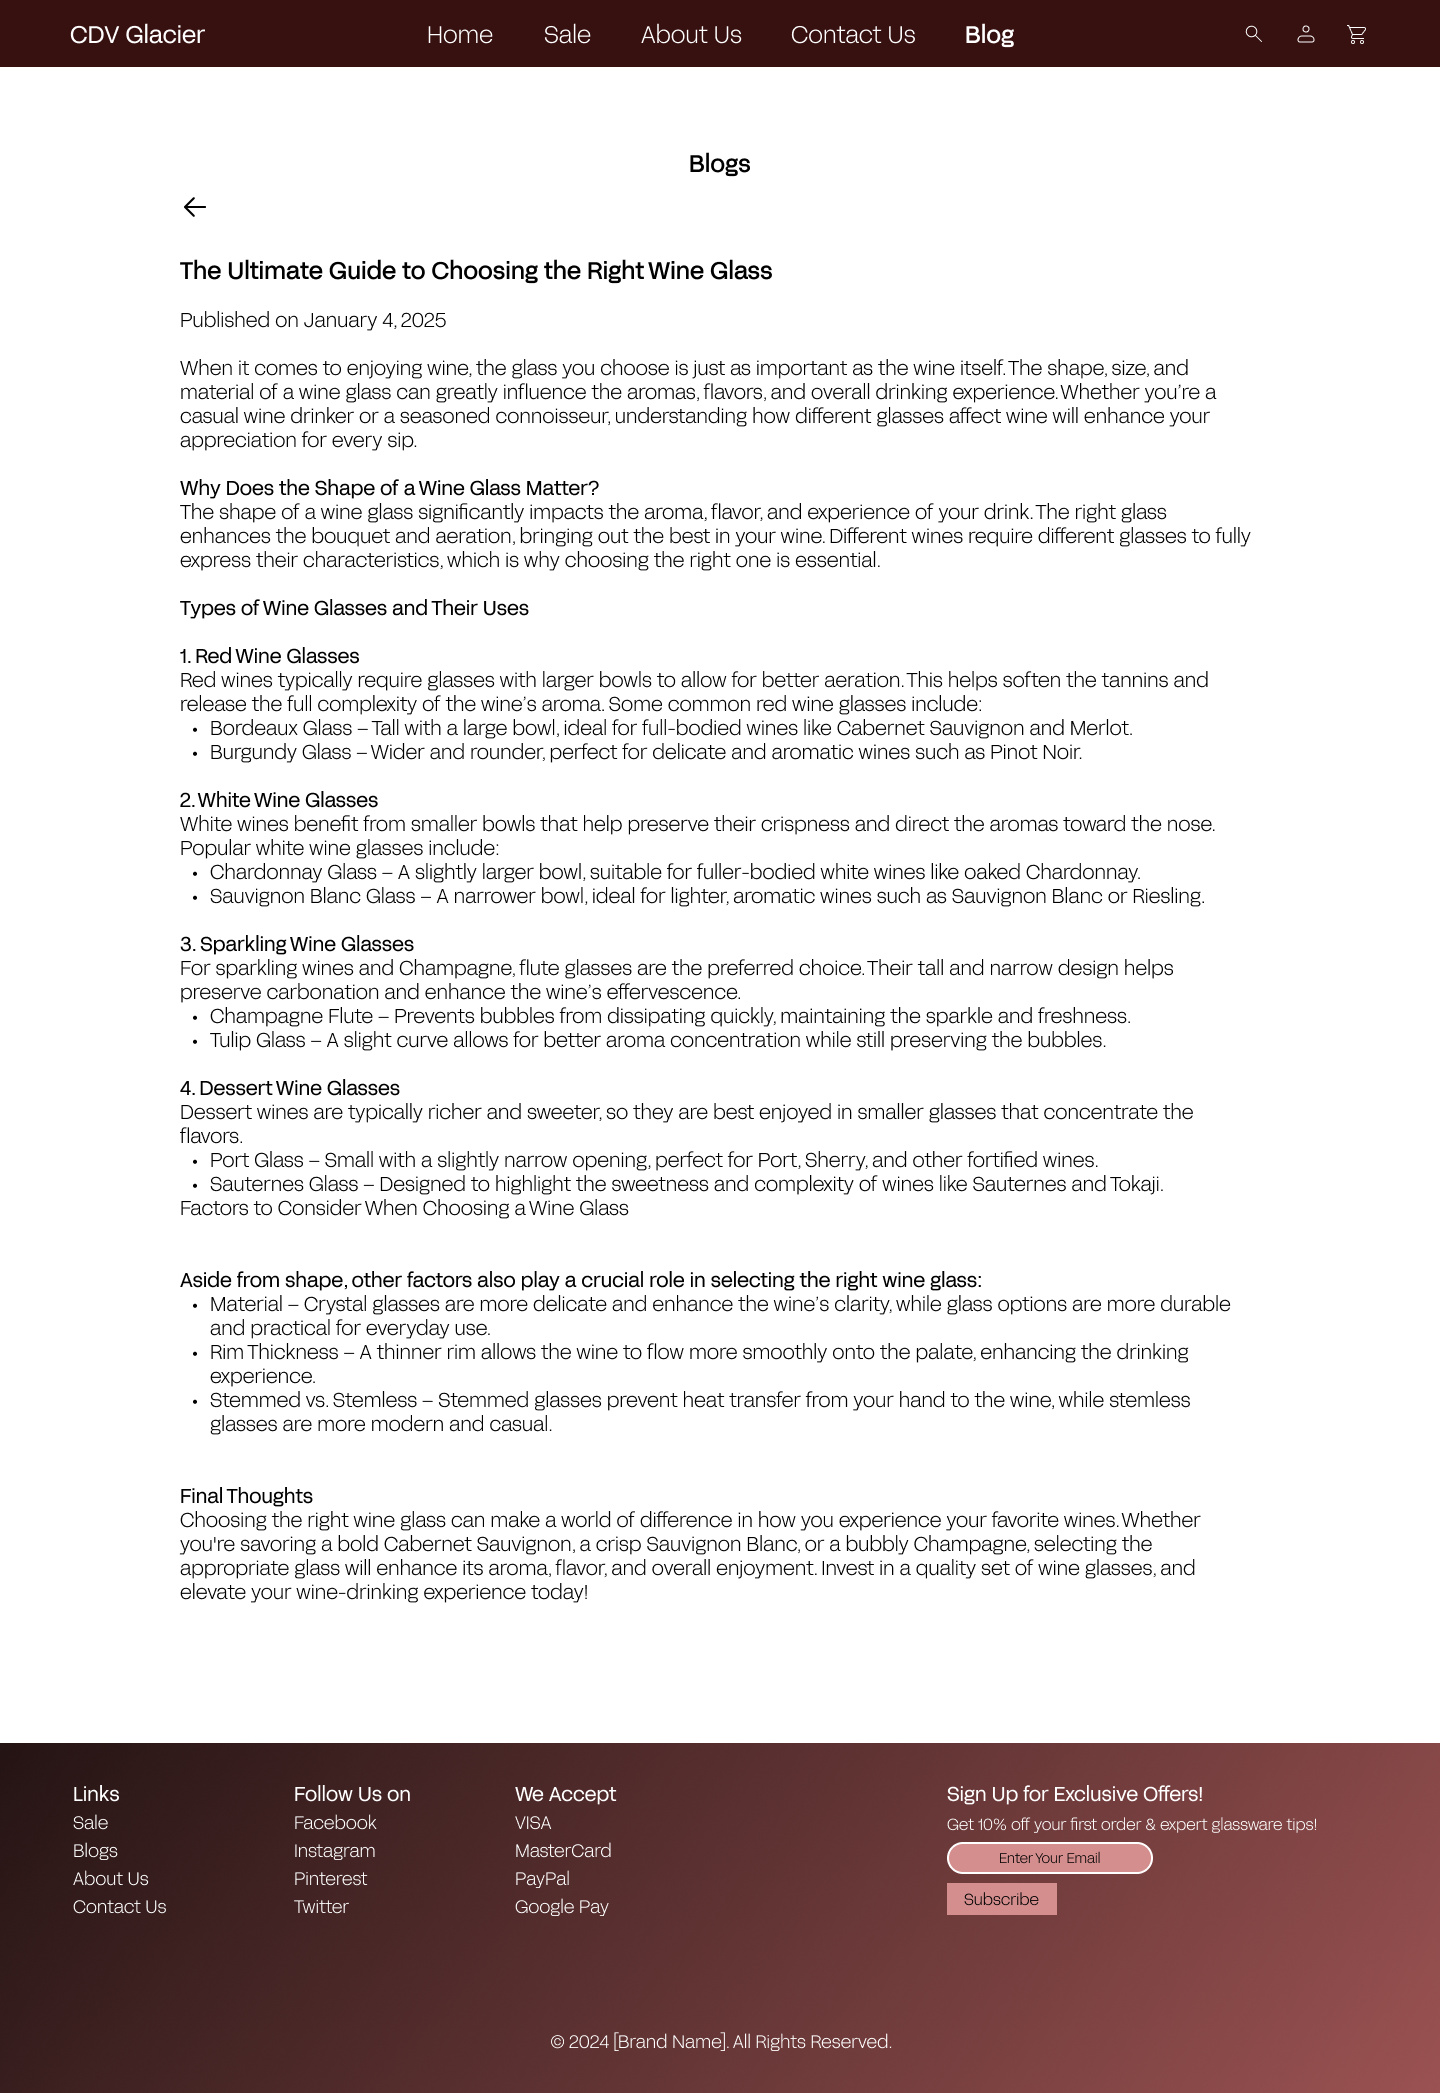 CDV Glacier
Home
Sale
About Us
Contact Us
Blog
Blogs
The Ultimate Guide to Choosing the Right Wine Glass
Published on January 4, 2025
When it comes to enjoying wine, the glass you choose is just as important as the wine itself. The shape, size, and
material of a wine glass can greatly influence the aromas, flavors, and overall drinking experience. Whether you’re a
casual wine drinker or a seasoned connoisseur, understanding how different glasses affect wine will enhance your
appreciation for every sip.
Why Does the Shape of a Wine Glass Matter?
The shape of a wine glass significantly impacts the aroma, flavor, and experience of your drink. The right glass
enhances the bouquet and aeration, bringing out the best in your wine. Different wines require different glasses to fully
express their characteristics, which is why choosing the right one is essential.
Types of Wine Glasses and Their Uses
1. Red Wine Glasses
Red wines typically require glasses with larger bowls to allow for better aeration. This helps soften the tannins and
release the full complexity of the wine’s aroma. Some common red wine glasses include:
• Bordeaux Glass – Tall with a large bowl, ideal for full-bodied wines like Cabernet Sauvignon and Merlot.
• Burgundy Glass – Wider and rounder, perfect for delicate and aromatic wines such as Pinot Noir.
2. White Wine Glasses
White wines benefit from smaller bowls that help preserve their crispness and direct the aromas toward the nose.
Popular white wine glasses include:
• Chardonnay Glass – A slightly larger bowl, suitable for fuller-bodied white wines like oaked Chardonnay.
• Sauvignon Blanc Glass – A narrower bowl, ideal for lighter, aromatic wines such as Sauvignon Blanc or Riesling.
3. Sparkling Wine Glasses
For sparkling wines and Champagne, flute glasses are the preferred choice. Their tall and narrow design helps
preserve carbonation and enhance the wine’s effervescence.
• Champagne Flute – Prevents bubbles from dissipating quickly, maintaining the sparkle and freshness.
• Tulip Glass – A slight curve allows for better aroma concentration while still preserving the bubbles.
4. Dessert Wine Glasses
Dessert wines are typically richer and sweeter, so they are best enjoyed in smaller glasses that concentrate the
flavors.
• Port Glass – Small with a slightly narrow opening, perfect for Port, Sherry, and other fortified wines.
• Sauternes Glass – Designed to highlight the sweetness and complexity of wines like Sauternes and Tokaji.
Factors to Consider When Choosing a Wine Glass
Aside from shape, other factors also play a crucial role in selecting the right wine glass:
• Material – Crystal glasses are more delicate and enhance the wine’s clarity, while glass options are more durable
and practical for everyday use.
• Rim Thickness – A thinner rim allows the wine to flow more smoothly onto the palate, enhancing the drinking
experience.
• Stemmed vs. Stemless – Stemmed glasses prevent heat transfer from your hand to the wine, while stemless
glasses are more modern and casual.
Final Thoughts
Choosing the right wine glass can make a world of difference in how you experience your favorite wines. Whether
you're savoring a bold Cabernet Sauvignon, a crisp Sauvignon Blanc, or a bubbly Champagne, selecting the
appropriate glass will enhance its aroma, flavor, and overall enjoyment. Invest in a quality set of wine glasses, and
elevate your wine-drinking experience today!
Links
Sale
Blogs
About Us
Contact Us
Follow Us on
Facebook
Instagram
Pinterest
Twitter
We Accept
VISA
MasterCard
PayPal
Google Pay
Sign Up for Exclusive Offers!
Get 10% off your first order & expert glassware tips!
Enter Your Email
Subscribe
© 2024 [Brand Name]. All Rights Reserved.